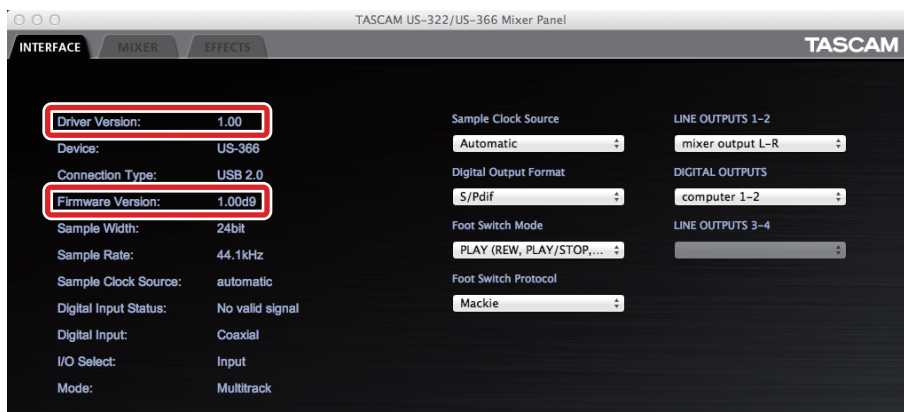 TASCAM US-322/US-366 Mixer Panel
INTERFACE MIXER EFFECTS TASCAM
Driver Version: 1.00
Device: US-366
Connection Type: USB 2.0
Firmware Version: 1.00d9
Sample Width: 24bit
Sample Rate: 44.1kHz
Sample Clock Source: automatic
Digital Input Status: No valid signal
Digital Input: Coaxial
I/O Select: Input
Mode: Multitrack
Sample Clock Source
Automatic
Digital Output Format
S/Pdif
Foot Switch Mode
PLAY (REW, PLAY/STOP,...
Foot Switch Protocol
Mackie
LINE OUTPUTS 1-2
mixer output L-R
DIGITAL OUTPUTS
computer 1-2
LINE OUTPUTS 3-4